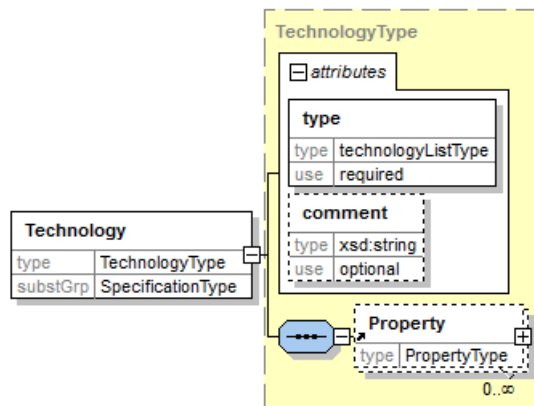 TechnologyType
attributes
type
type technologyListType
use required
comment
type xsd:string
use optional
Technology
type TechnologyType
substGrp SpecificationType
Property
type PropertyType
0..∞